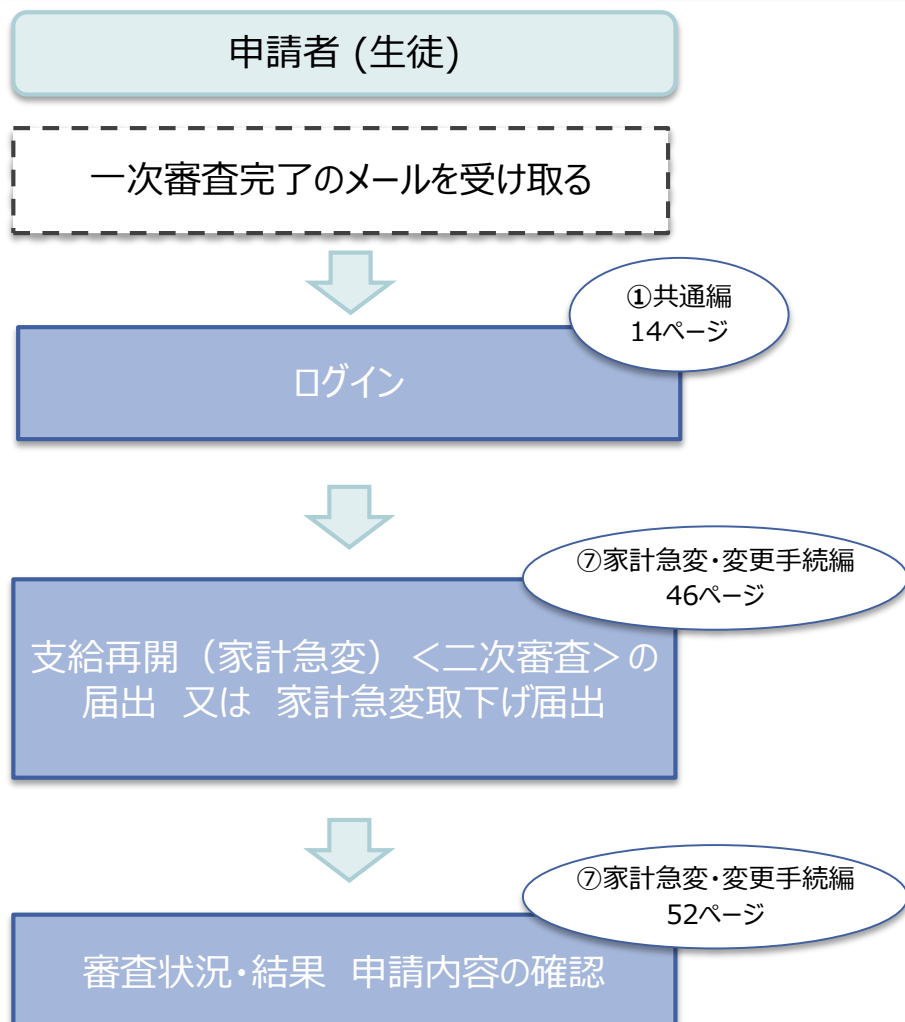 申請者 (生徒)
一次審査完了のメールを受け取る
①共通編
14ページ
ログイン
⑦家計急変・変更手続編
46ページ
支給再開（家計急変）＜二次審査＞の
届出 又は 家計急変取下げ届出
⑦家計急変・変更手続編
52ページ
審査状況・結果 申請内容の確認